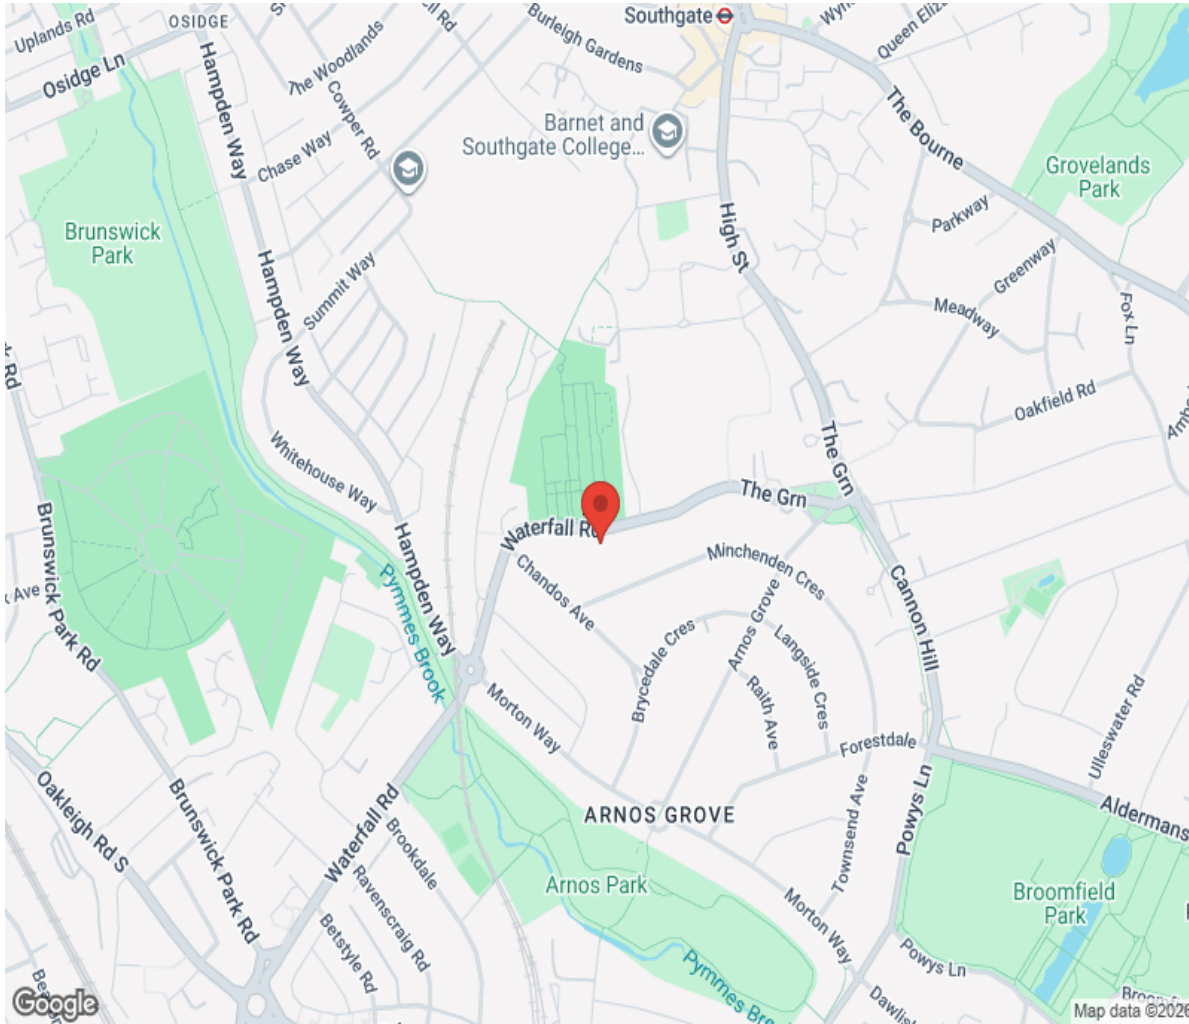 Uplands Rd
OSIDGE
Osidge Ln
Hampden Way
The Woodlands
Burleigh Gardens
Southgate
Queen Eliza
Cowper Rd
Chase Way
Barnet and
Southgate College...
The Bourne
Grovelands
Park
Parkway
Brunswick
Park
High St
Greenway
Hampden Way
Summit Way
Meadway
Fox Ln
Oakfield Rd
Whitehouse Way
The Grn
The Grn
Brunswick Park Rd
Hampden Way
Waterfall Rd
Minchenden Cres
Chandos Ave
Cannon Hill
Pymmes Brook
Arnos Grove
Brycedale Cres
Langside Cres
Raith Ave
Morton Way
Forestdale
Ulleswater Rd
Oakleigh Rd S
Brunswick Park Rd
Waterfall Rd
Brookdale
ARNOS GROVE
Townsend Ave
Powys Ln
Aldermans
Arnos Park
Broomfield
Park
Ravenscraig Rd
Betstyle Rd
Morton Way
Powys Ln
Pymmes Bro
Dawlis
Google
Map data ©2026